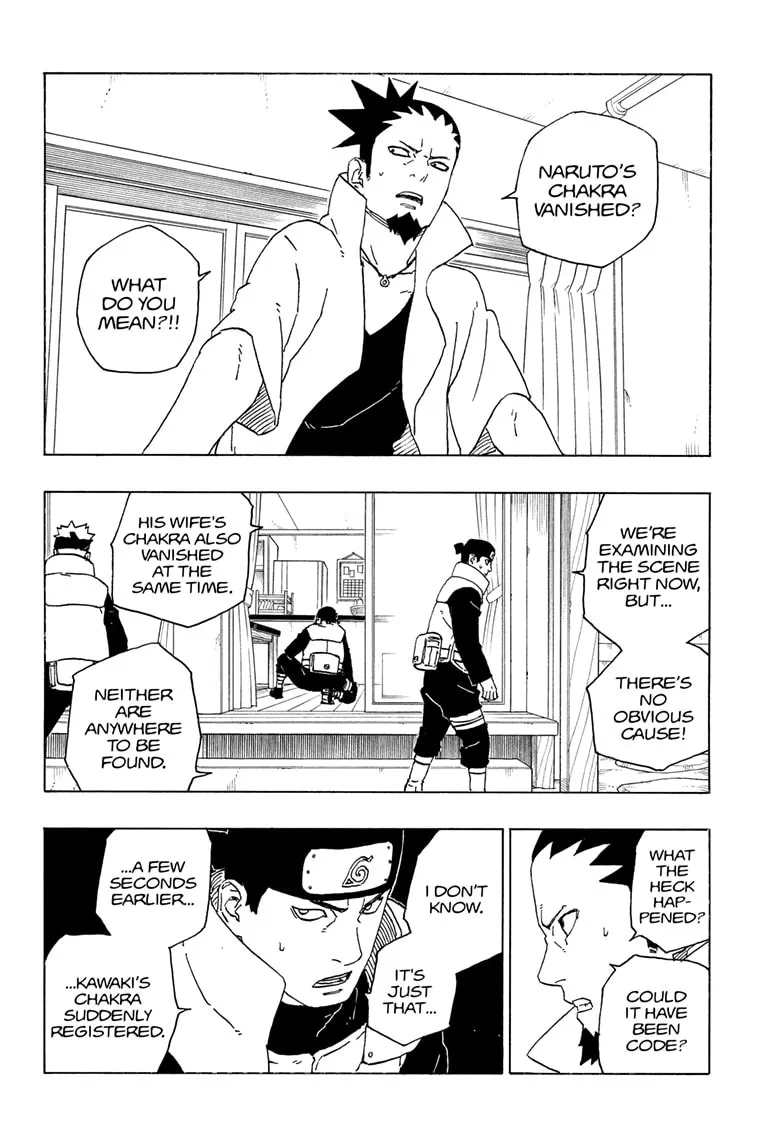 NARUTO'S
CHAKRA
VANISHED?
WHAT
DO YOU
MEAN?!!
WE'RE
EXAMINING
THE SCENE
RIGHT NOW,
BUT...
THERE'S
NO
OBVIOUS
CAUSE!
HIS WIFE'S
CHAKRA ALSO
VANISHED
AT THE
SAME TIME.
NEITHER
ARE
ANYWHERE
TO BE
FOUND.
WHAT
THE
HECK
HAP-
PENED?
COULD
IT HAVE
BEEN
CODE?
I DON'T
KNOW.
IT'S
JUST
THAT...
...A FEW
SECONDS
EARLIER...
...KAWAKI'S
CHAKRA
SUDDENLY
REGISTERED.